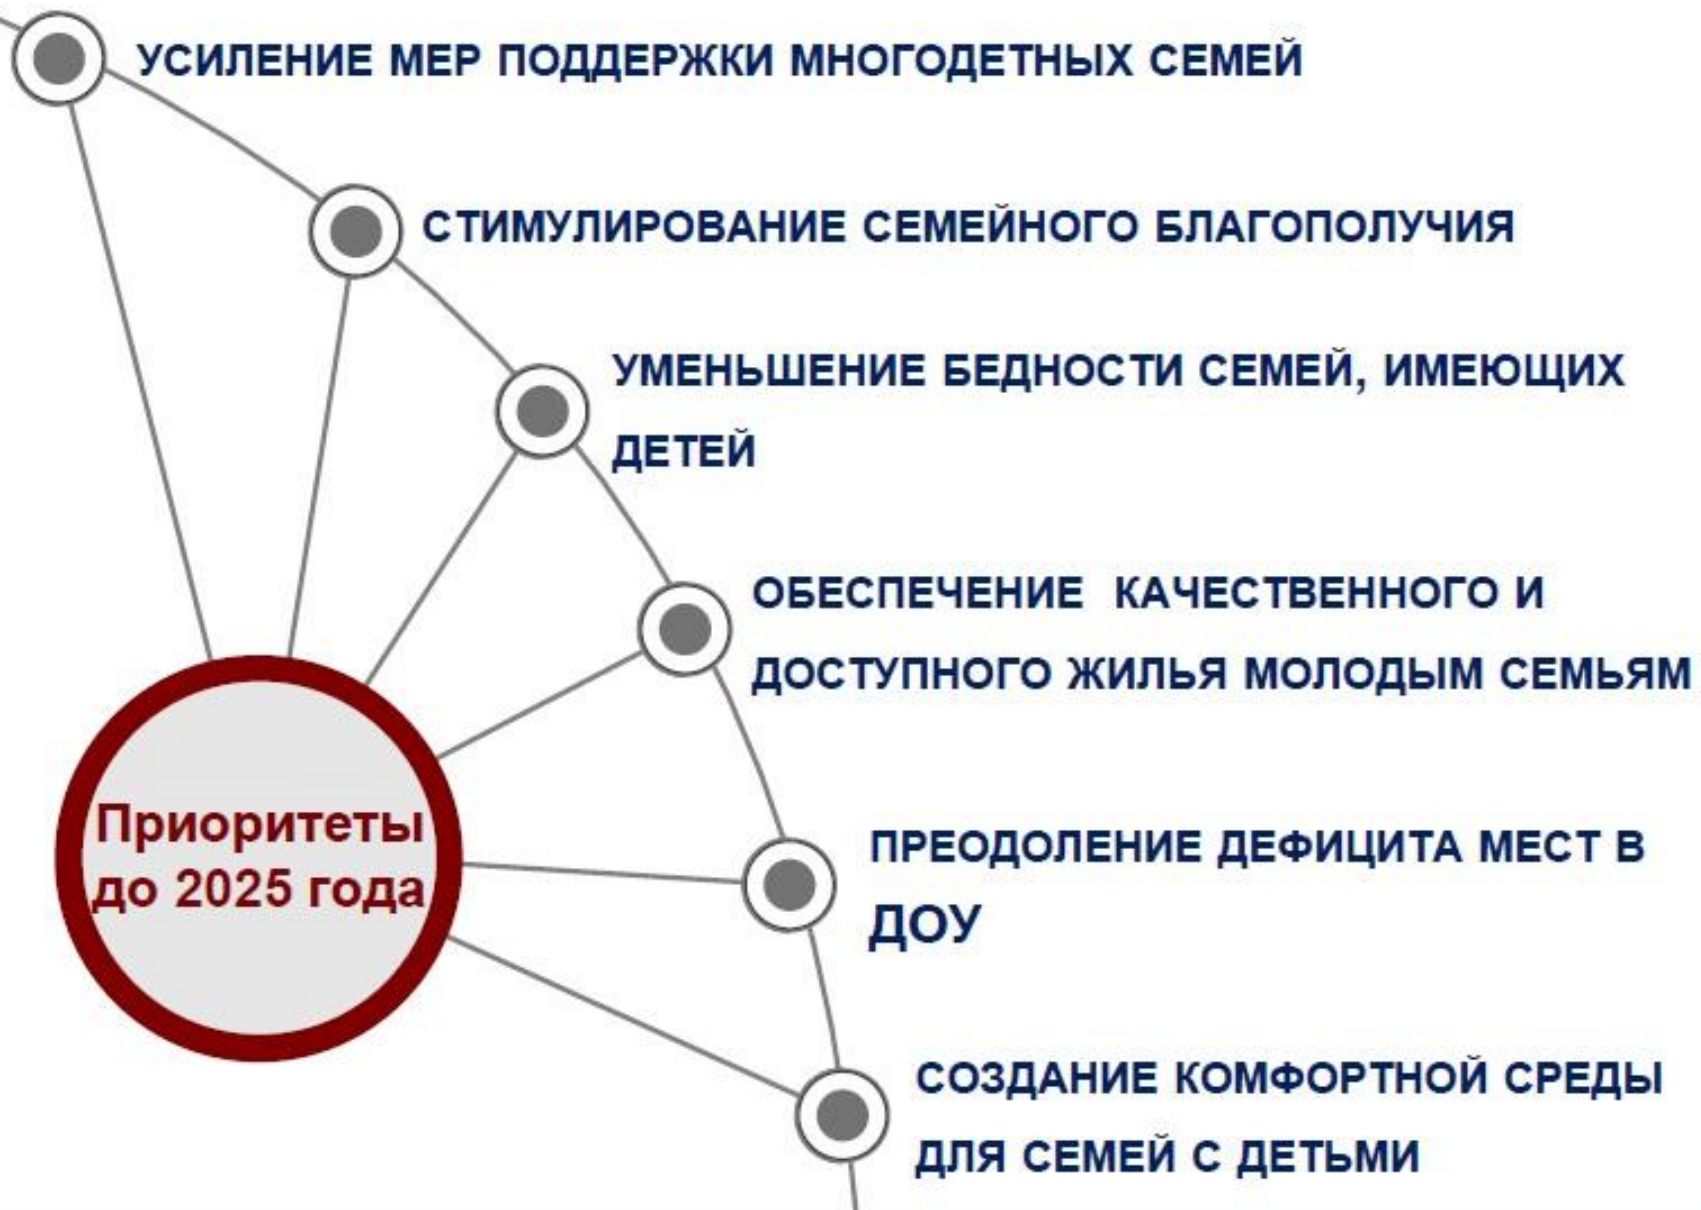 УСИЛЕНИЕ МЕР ПОДДЕРЖКИ МНОГОДЕТНЫХ СЕМЕЙ
СТИМУЛИРОВАНИЕ СЕМЕЙНОГО БЛАГОПОЛУЧИЯ
УМЕНЬШЕНИЕ БЕДНОСТИ СЕМЕЙ, ИМЕЮЩИХ
ДЕТЕЙ
ОБЕСПЕЧЕНИЕ КАЧЕСТВЕННОГО И
ДОСТУПНОГО ЖИЛЬЯ МОЛОДЫМ СЕМЬЯМ
Приоритеты
до 2025 года
ПРЕОДОЛЕНИЕ ДЕФИЦИТА МЕСТ В
ДОУ
СОЗДАНИЕ КОМФОРТНОЙ СРЕДЫ
ДЛЯ СЕМЕЙ С ДЕТЬМИ